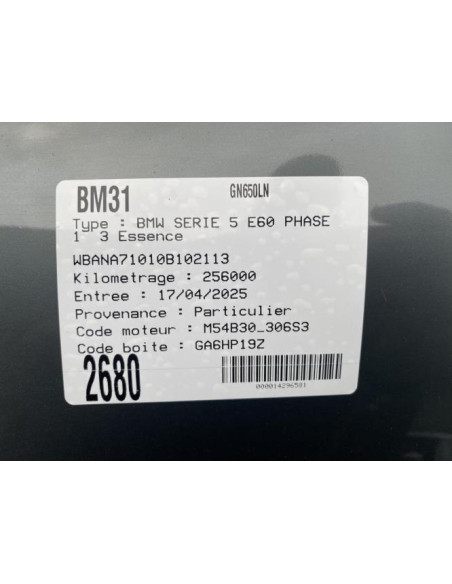 BM31 GN650LN
Type : BMW SERIE 5 E60 PHASE
1 3 Essence
WBANA71010B102113
Kilometrage : 256000
Entree : 17/04/2025
Provenance : Particulier
Code moteur : M54B30_306S3
Code boite : GA6HP19Z
2680
000014296581